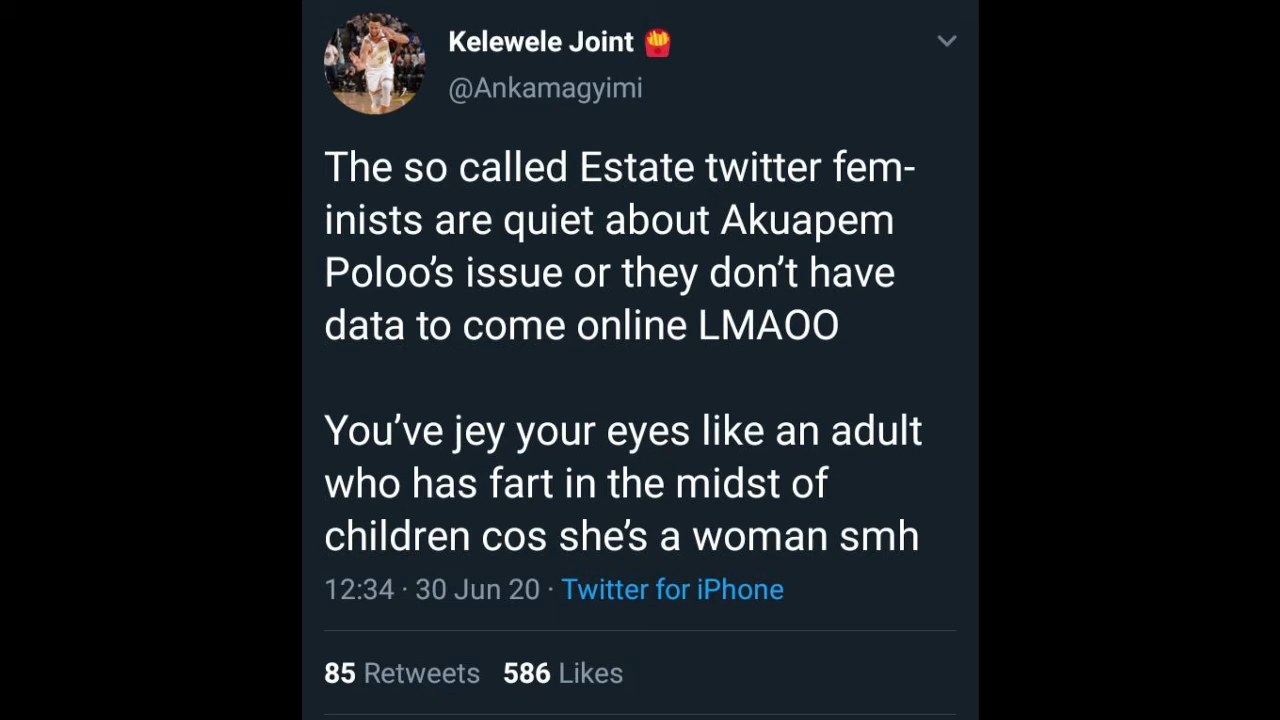 Kelewele Joint 🍟
@Ankamagyimi
The so called Estate twitter fem-
inists are quiet about Akuapem
Poloo’s issue or they don’t have
data to come online LMAOO
You’ve jey your eyes like an adult
who has fart in the midst of
children cos she’s a woman smh
12:34 · 30 Jun 20 · Twitter for iPhone
85 Retweets 586 Likes